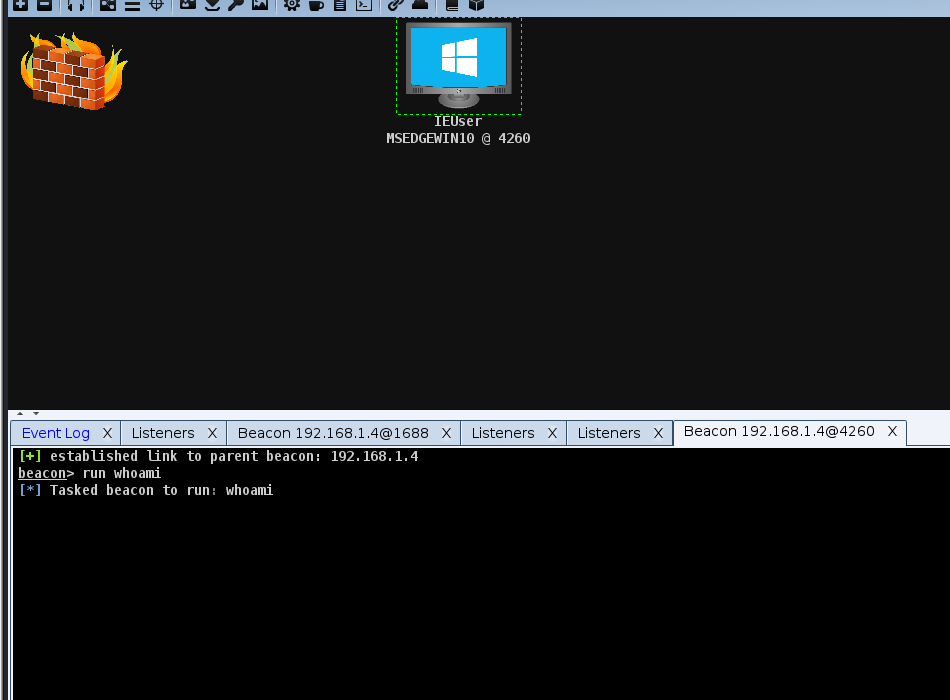 IEUser
MSEDGEWIN10 @ 4260
Event Log X Listeners X Beacon 192.168.1.4@1688 X Listeners X Listeners X Beacon 192.168.1.4@4260 X
[+] established link to parent beacon: 192.168.1.4
beacon> run whoami
[*] Tasked beacon to run: whoami